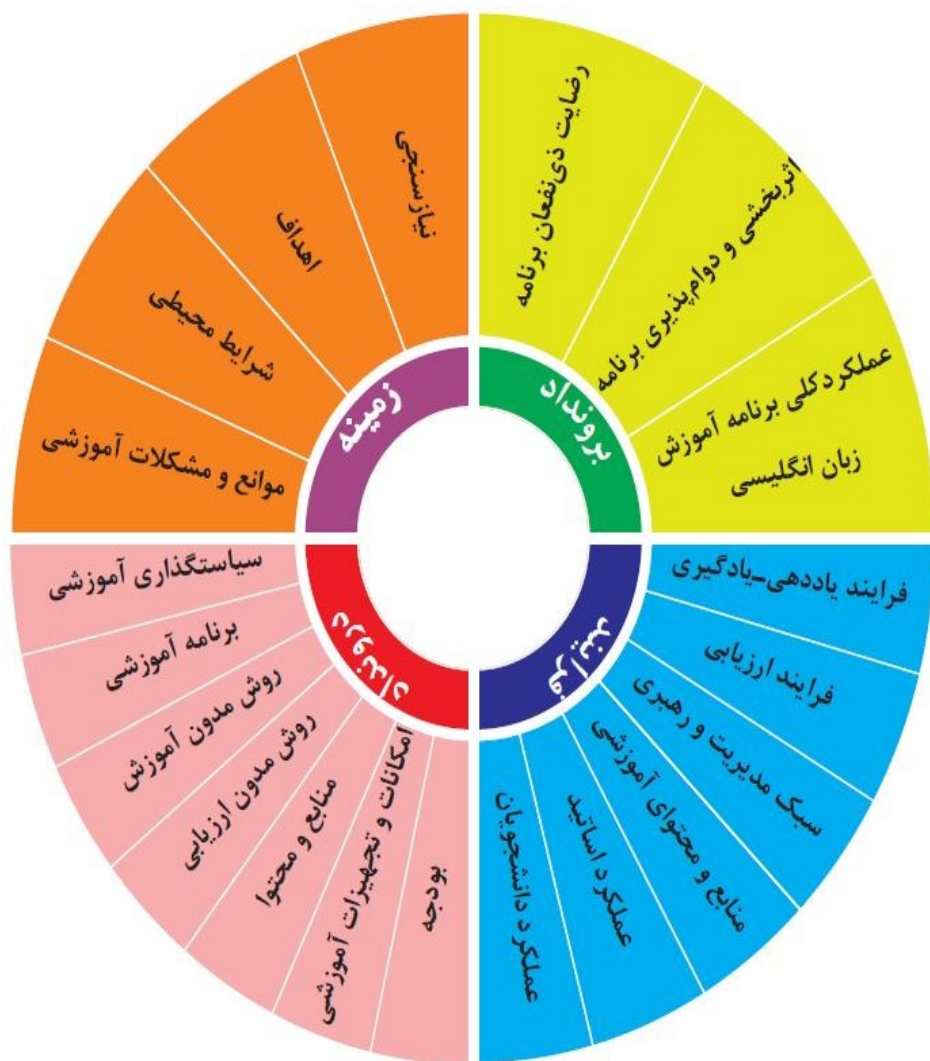 زمینه
نیازسنجی
اهداف
شرایط محیطی
موانع و مشکلات آموزشی
درونداد
سیاستگذاری آموزشی
برنامه آموزشی
روش مدون آموزش
روش مدون ارزیابی
منابع و محتوا
امکانات و تجهیزات آموزشی
بودجه
فرایند
فرایند یاددهی-یادگیری
فرایند ارزیابی
سبک مدیریت و رهبری
منابع و محتوای آموزشی
عملکرد اساتید
عملکرد دانشجویان
برونداد
رضایت ذی‌نفعان برنامه
اثربخشی و دوام‌پذیری برنامه
عملکردکلی برنامه آموزش
زبان انگلیسی